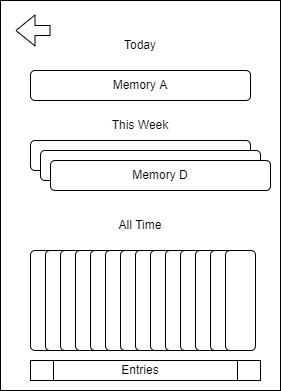 Today
Memory A
This Week
Memory D
All Time
Entries